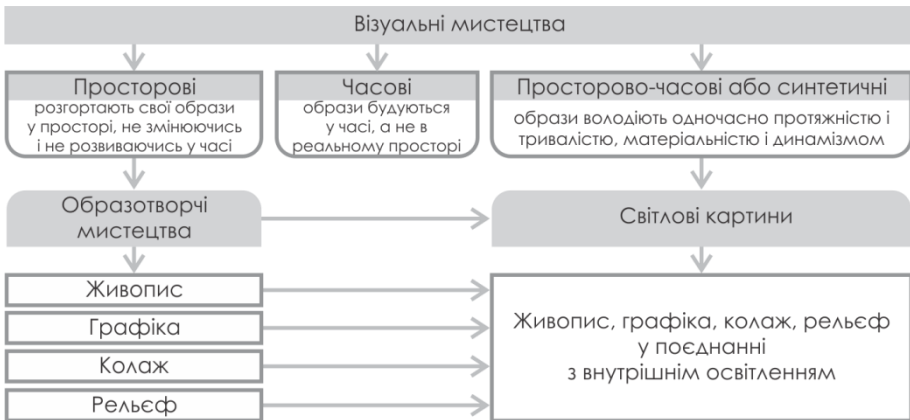 Візуальні мистецтва
Просторові
розгортають свої образи
у просторі, не змінюючись
і не розвиваючись у часі
Часові
образи будуються
у часі, а не в
реальному просторі
Просторово-часові або синтетичні
образи володіють одночасно протяжністю і
тривалістю, матеріальністю і динамізмом
Образотворчі
мистецтва
Світлові картини
Живопис
Графіка
Колаж
Рельєф
Живопис, графіка, колаж, рельєф
у поєднанні
з внутрішнім освітленням